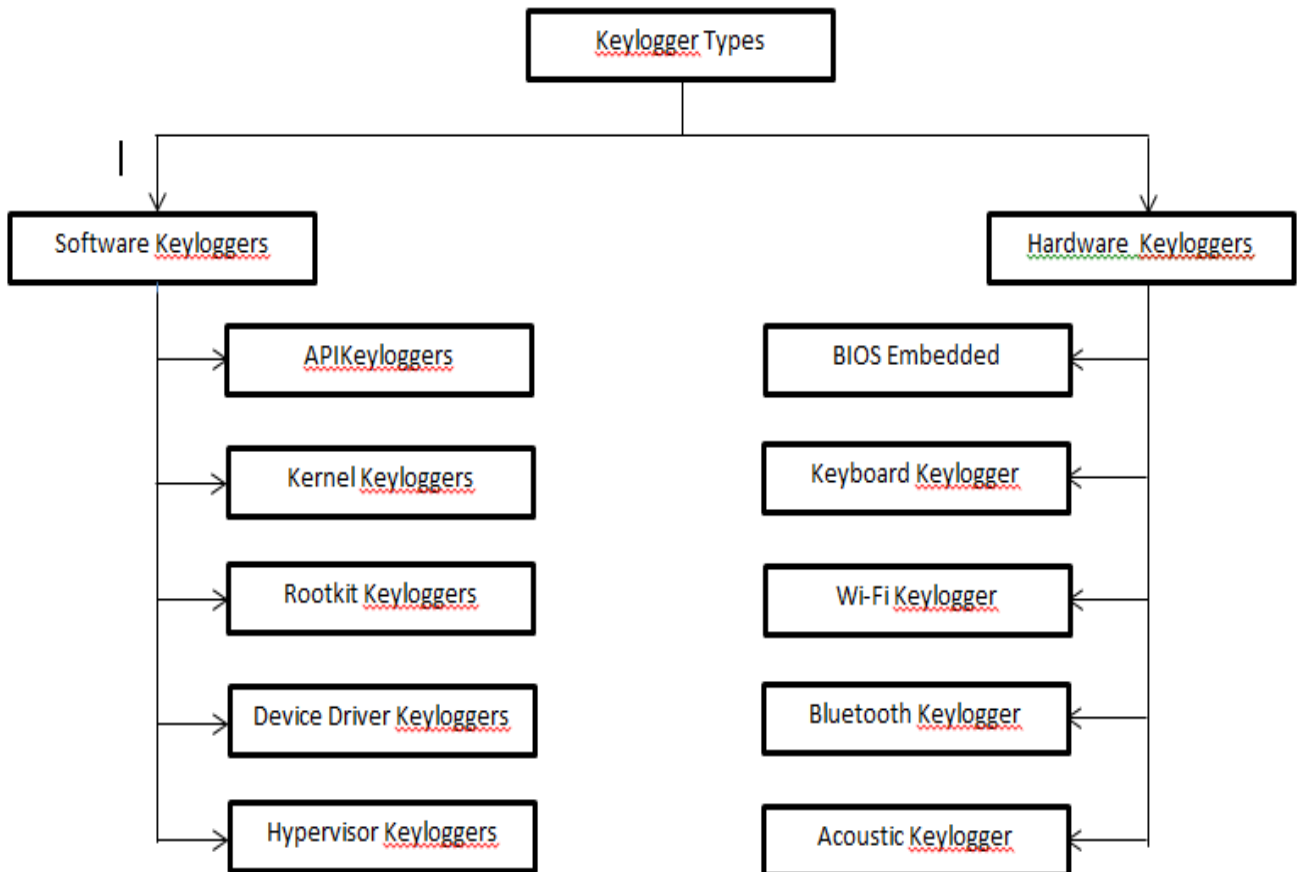 Keylogger Types
Software Keyloggers
Hardware Keyloggers
APIKeyloggers
BIOS Embedded
Kernel Keyloggers
Keyboard Keylogger
Rootkit Keyloggers
Wi-Fi Keylogger
Device Driver Keyloggers
Bluetooth Keylogger
Hypervisor Keyloggers
Acoustic Keylogger